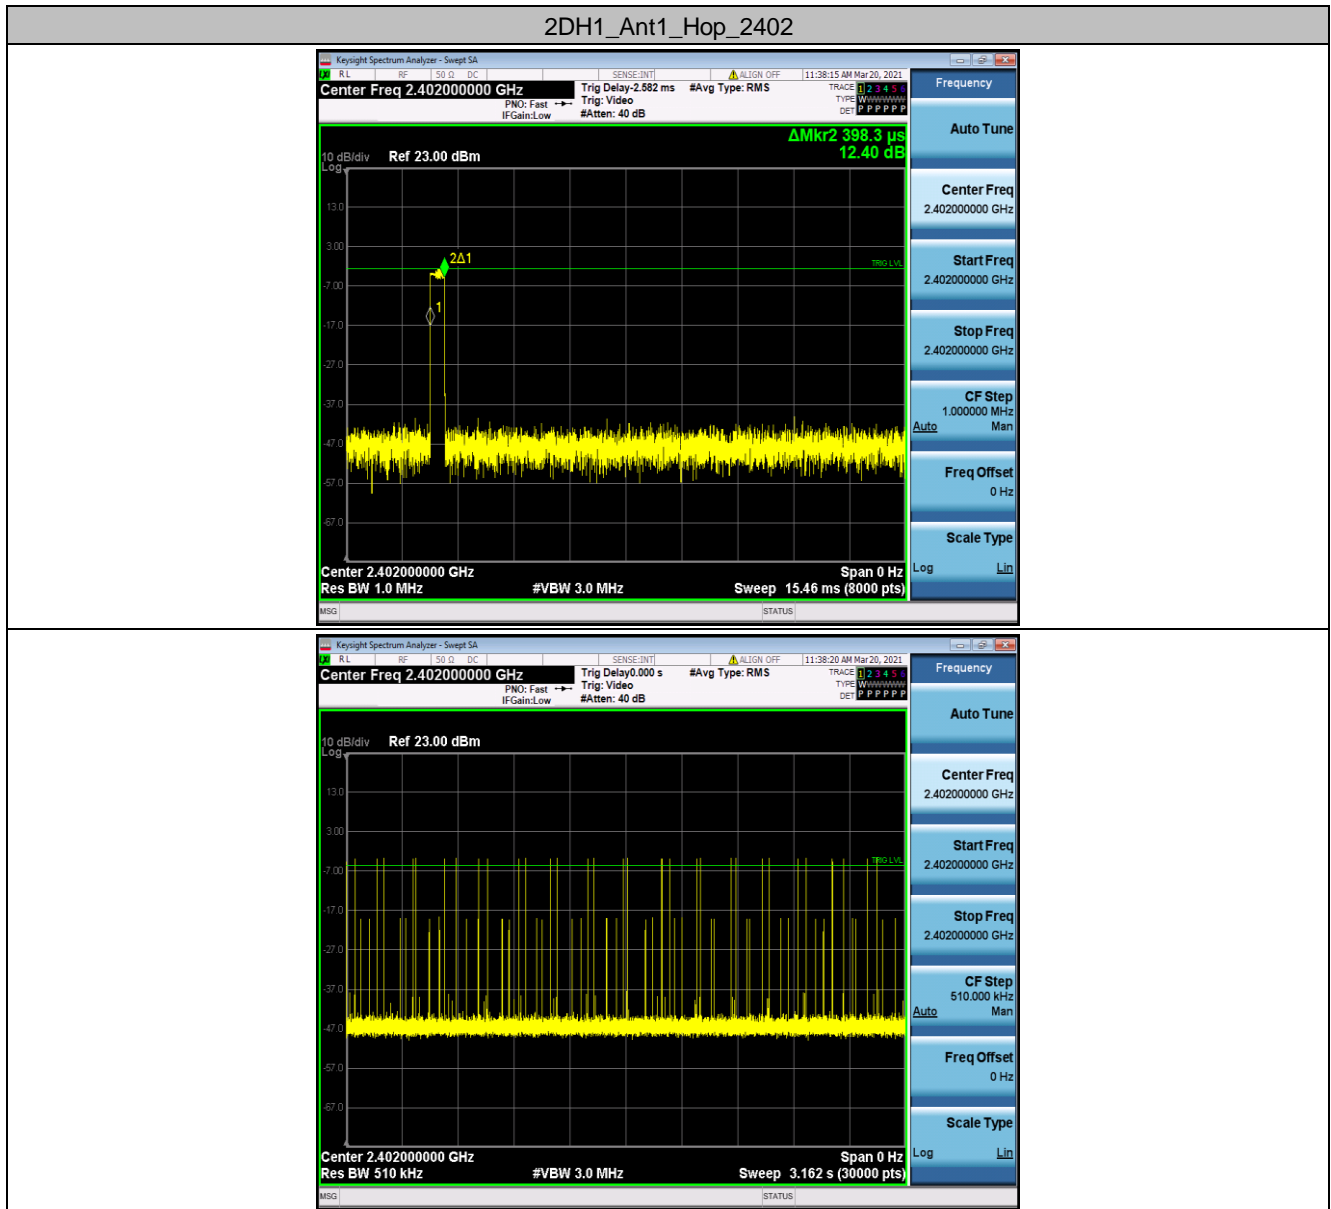 2DH1_Ant1_Hop_2402
Keysight Spectrum Analyzer - Swept SA
LXI RL RF 50 Ω DC SENSE:INT ALIGN OFF 11:38:15 AM Mar 20, 2021
Center Freq 2.402000000 GHz
PNO: Fast
IFGain:Low
Trig Delay-2.582 ms
Trig: Video
#Atten: 40 dB
#Avg Type: RMS
TRACE 1 2 3 4 5 6
TYPE WWWWWW
DET P P P P P P
ΔMkr2 398.3 µs
12.40 dB
10 dB/div Ref 23.00 dBm
Log
13.0
3.00
-7.00
-17.0
-27.0
-37.0
-47.0
-57.0
-67.0
2Δ1
1
TRIG LVL
Center 2.402000000 GHz Span 0 Hz
Res BW 1.0 MHz #VBW 3.0 MHz Sweep 15.46 ms (8000 pts)
MSG STATUS
Frequency
Auto Tune
Center Freq
2.402000000 GHz
Start Freq
2.402000000 GHz
Stop Freq
2.402000000 GHz
CF Step
1.000000 MHz
Auto Man
Freq Offset
0 Hz
Scale Type
Log Lin
Keysight Spectrum Analyzer - Swept SA
LXI RL RF 50 Ω DC SENSE:INT ALIGN OFF 11:38:20 AM Mar 20, 2021
Center Freq 2.402000000 GHz
PNO: Fast
IFGain:Low
Trig Delay0.000 s
Trig: Video
#Atten: 40 dB
#Avg Type: RMS
TRACE 1 2 3 4 5 6
TYPE WWWWWW
DET P P P P P P
10 dB/div Ref 23.00 dBm
Log
13.0
3.00
-7.00
-17.0
-27.0
-37.0
-47.0
-57.0
-67.0
TRIG LVL
Center 2.402000000 GHz Span 0 Hz
Res BW 510 kHz #VBW 3.0 MHz Sweep 3.162 s (30000 pts)
MSG STATUS
Frequency
Auto Tune
Center Freq
2.402000000 GHz
Start Freq
2.402000000 GHz
Stop Freq
2.402000000 GHz
CF Step
510.000 kHz
Auto Man
Freq Offset
0 Hz
Scale Type
Log Lin